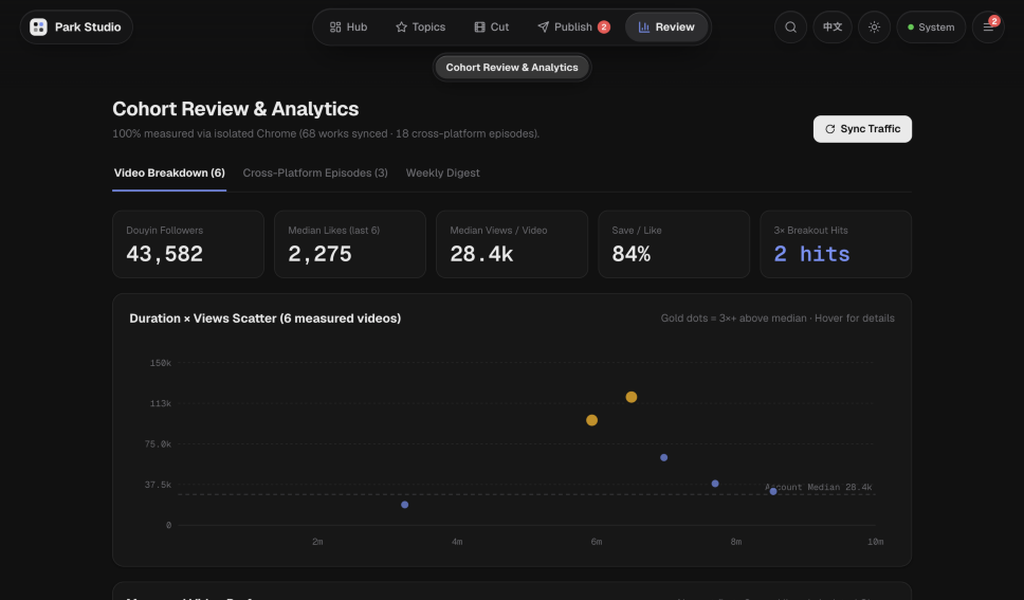 Park Studio
Hub
Topics
Cut
Publish 2
Review
中文
System
2
Cohort Review & Analytics
Cohort Review & Analytics
100% measured via isolated Chrome (68 works synced · 18 cross-platform episodes).
Sync Traffic
Video Breakdown (6)
Cross-Platform Episodes (3)
Weekly Digest
Douyin Followers
43,582
Median Likes (last 6)
2,275
Median Views / Video
28.4k
Save / Like
84%
3× Breakout Hits
2 hits
Duration × Views Scatter (6 measured videos)
Gold dots = 3×+ above median · Hover for details
150k
113k
75.0k
37.5k
0
Account Median 28.4k
2m
4m
6m
8m
10m